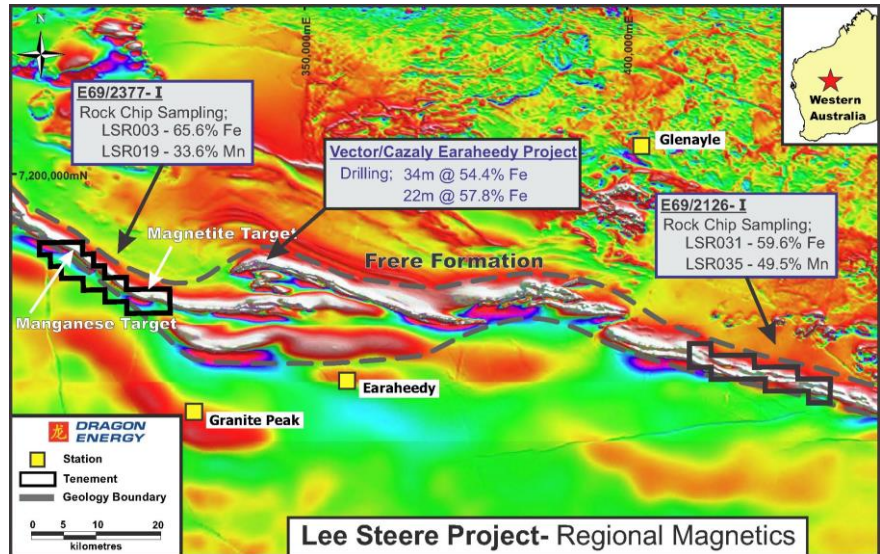 N
350,000mE
400,000mE
7,200,000mN
E69/2377- I
Rock Chip Sampling;
LSR003 - 65.6% Fe
LSR019 - 33.6% Mn
Vector/Cazaly Earaheedy Project
Drilling; 34m @ 54.4% Fe
22m @ 57.8% Fe
Glenayle
Western
Australia
E69/2126- I
Rock Chip Sampling;
LSR031 - 59.6% Fe
LSR035 - 49.5% Mn
Magnetite Target
Frere Formation
Manganese Target
Earaheedy
Granite Peak
龙 DRAGON
ENERGY
Station
Tenement
Geology Boundary
0 5 10 20
kilometres
Lee Steere Project- Regional Magnetics